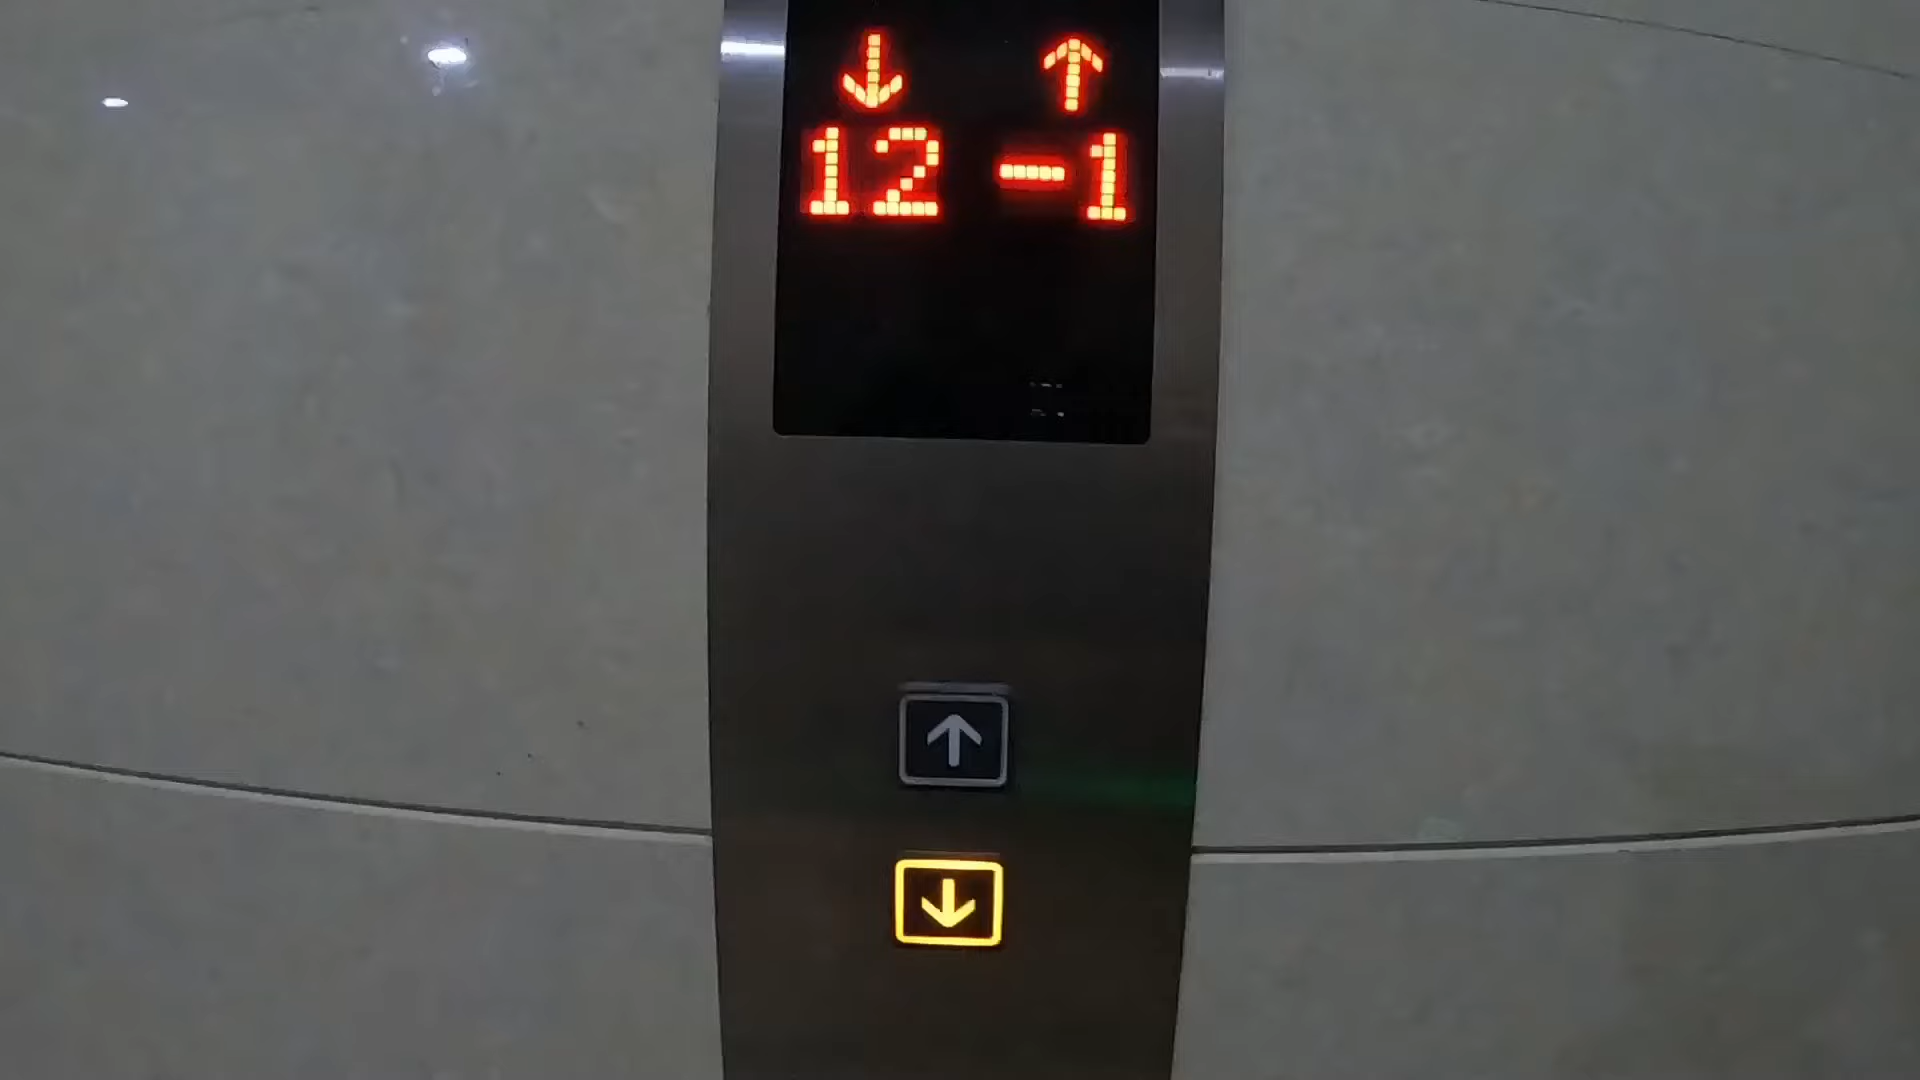 ↓ ↑
12 -1
↑
↓